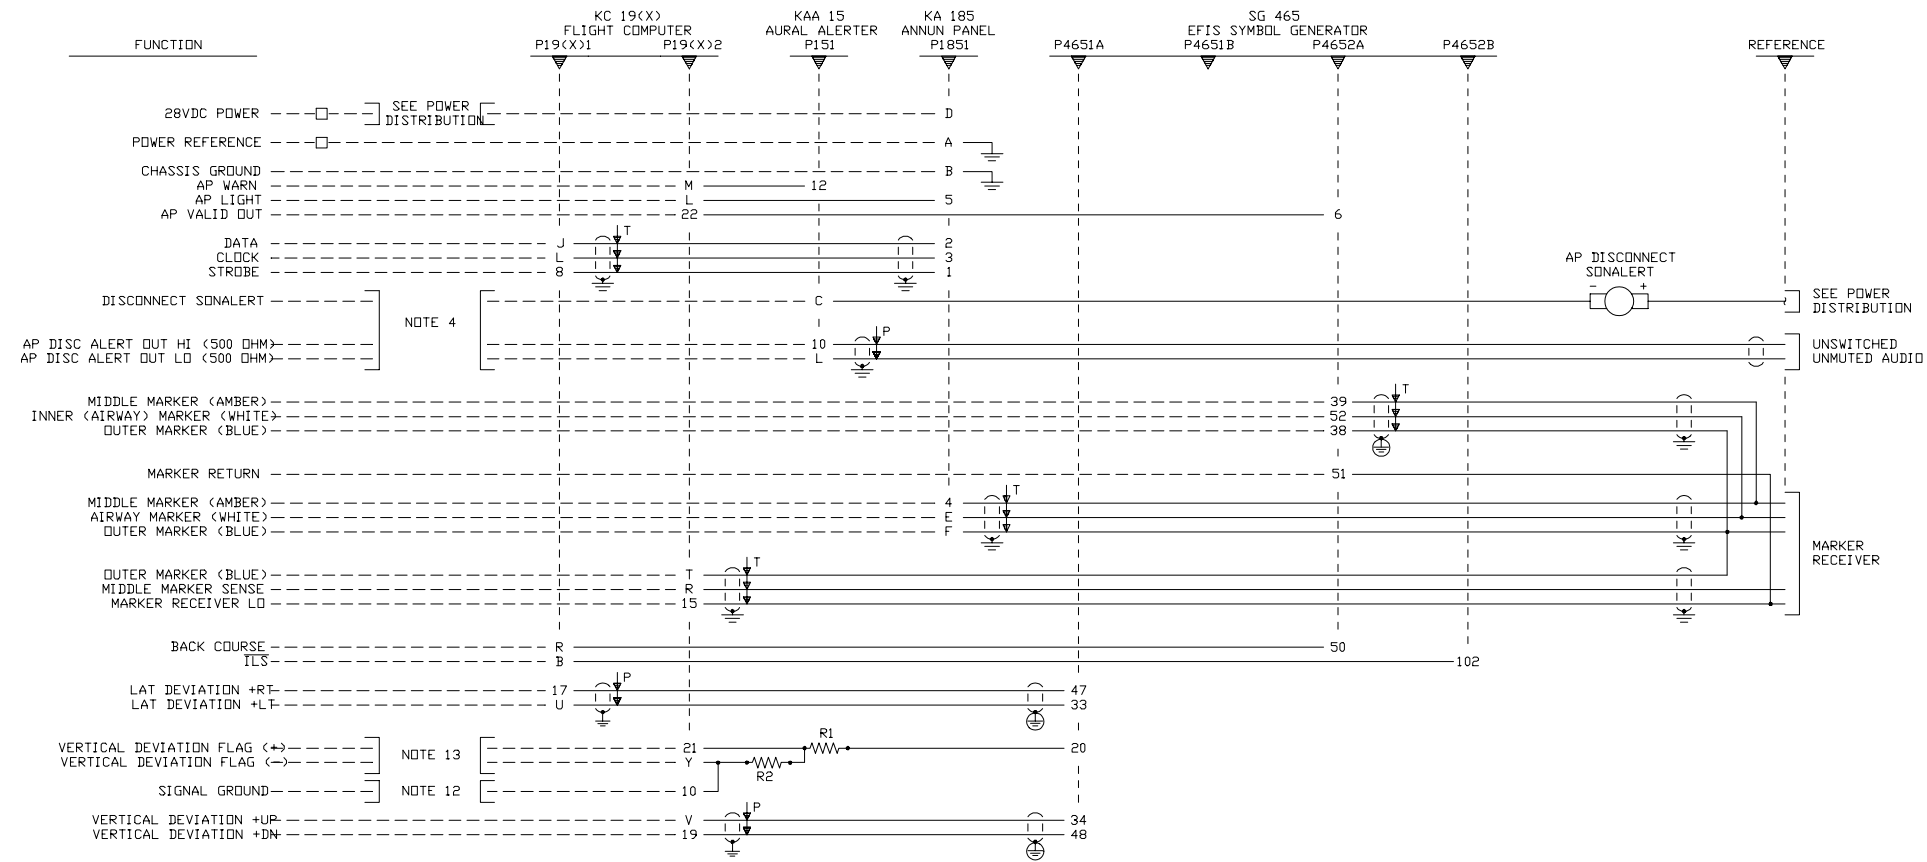 KC 19(X)
FLIGHT COMPUTER
KAA 15
AURAL ALERTER
KA 185
ANNUN PANEL
SG 465
EFIS SYMBOL GENERATOR
FUNCTION P19(X)1 P19(X)2 P151 P1851 P4651A P4651B P4652A P4652B REFERENCE
28VDC POWER SEE POWER DISTRIBUTION D
POWER REFERENCE A
CHASSIS GROUND B
AP WARN M 12
AP LIGHT L 5
AP VALID OUT 22 6
T
DATA J 2
CLOCK L 3
STROBE 8 1
AP DISCONNECT
SONALERT
- +
DISCONNECT SONALERT C
SEE POWER
DISTRIBUTION
NOTE 4
P
AP DISC ALERT OUT HI (500 OHM) 10 UNSWITCHED
AP DISC ALERT OUT LO (500 OHM) L UNMUTED AUDIO
T
MIDDLE MARKER (AMBER) 39
INNER (AIRWAY) MARKER (WHITE) 52
OUTER MARKER (BLUE) 38
MARKER RETURN 51
T
MIDDLE MARKER (AMBER) 4
AIRWAY MARKER (WHITE) E
OUTER MARKER (BLUE) F
MARKER
RECEIVER
T
OUTER MARKER (BLUE) T
MIDDLE MARKER SENSE R
MARKER RECEIVER LO 15
BACK COURSE R 50
ILS B 102
P
LAT DEVIATION +RT 17 47
LAT DEVIATION +LT U 33
R1
VERTICAL DEVIATION FLAG (+) 21 20
NOTE 13
VERTICAL DEVIATION FLAG (-) Y
R2
SIGNAL GROUND NOTE 12 10
P
VERTICAL DEVIATION +UP V 34
VERTICAL DEVIATION +DN 19 48